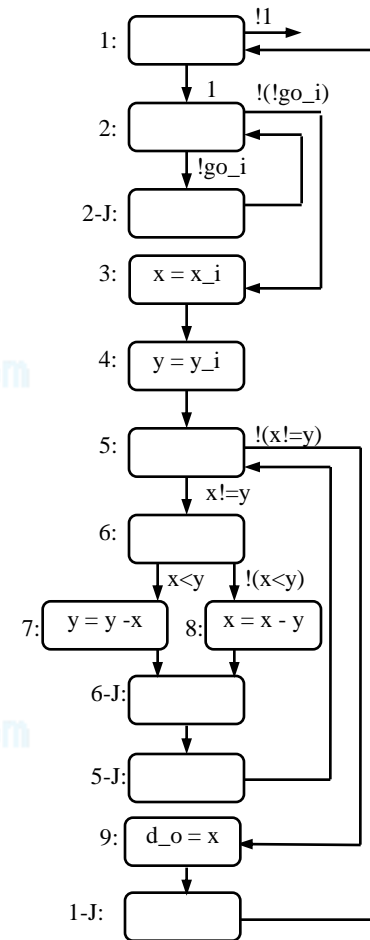 !1
1:
1
!(!go_i)
2:
!go_i
2-J:
3: x = x_i
4: y = y_i
5: !(x!=y)
x!=y
6:
x<y !(x<y)
7: y = y -x 8: x = x - y
6-J:
5-J:
9: d_o = x
1-J:
m
m